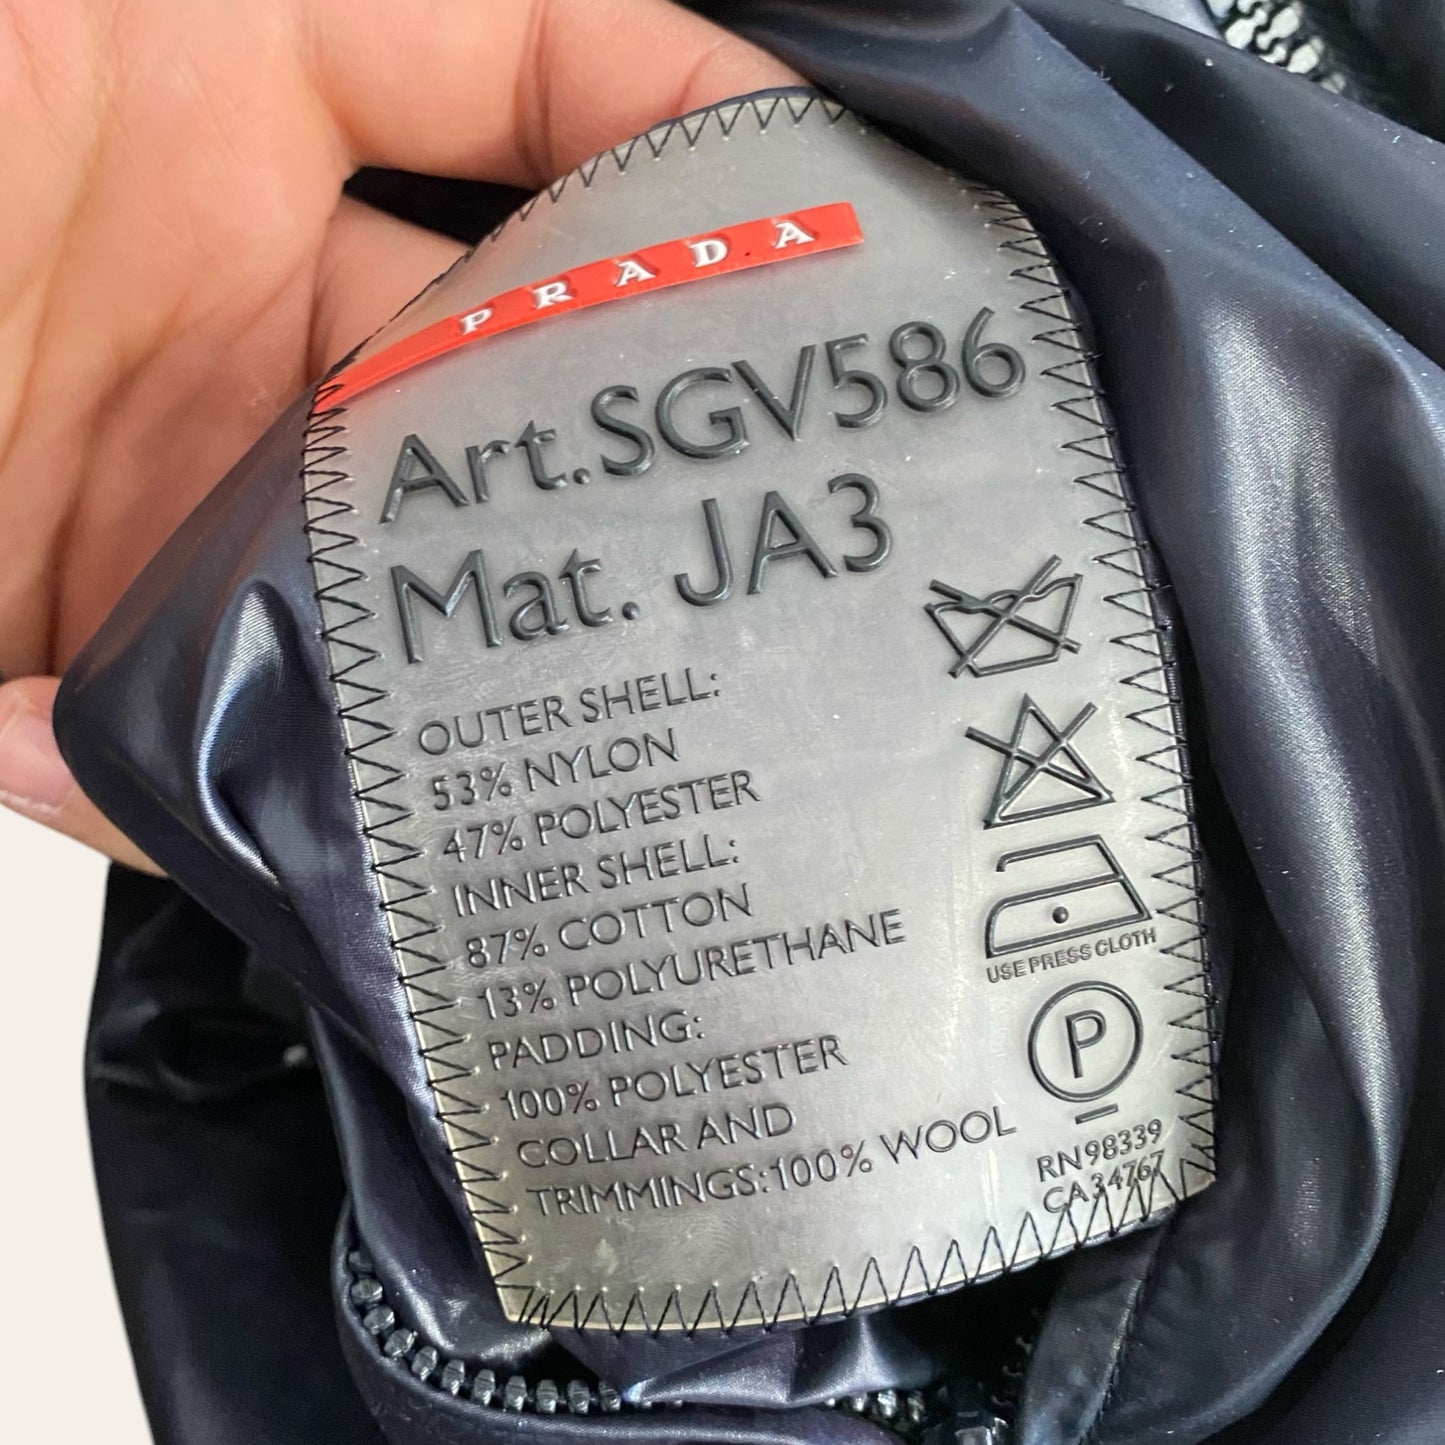 PRADA
Art.SGV586
Mat. JA3
OUTER SHELL:
53% NYLON
47% POLYESTER
INNER SHELL:
87% COTTON
13% POLYURETHANE
PADDING:
100% POLYESTER
COLLAR AND
TRIMMINGS:100% WOOL
USE PRESS CLOTH
P
RN98339
CA34767